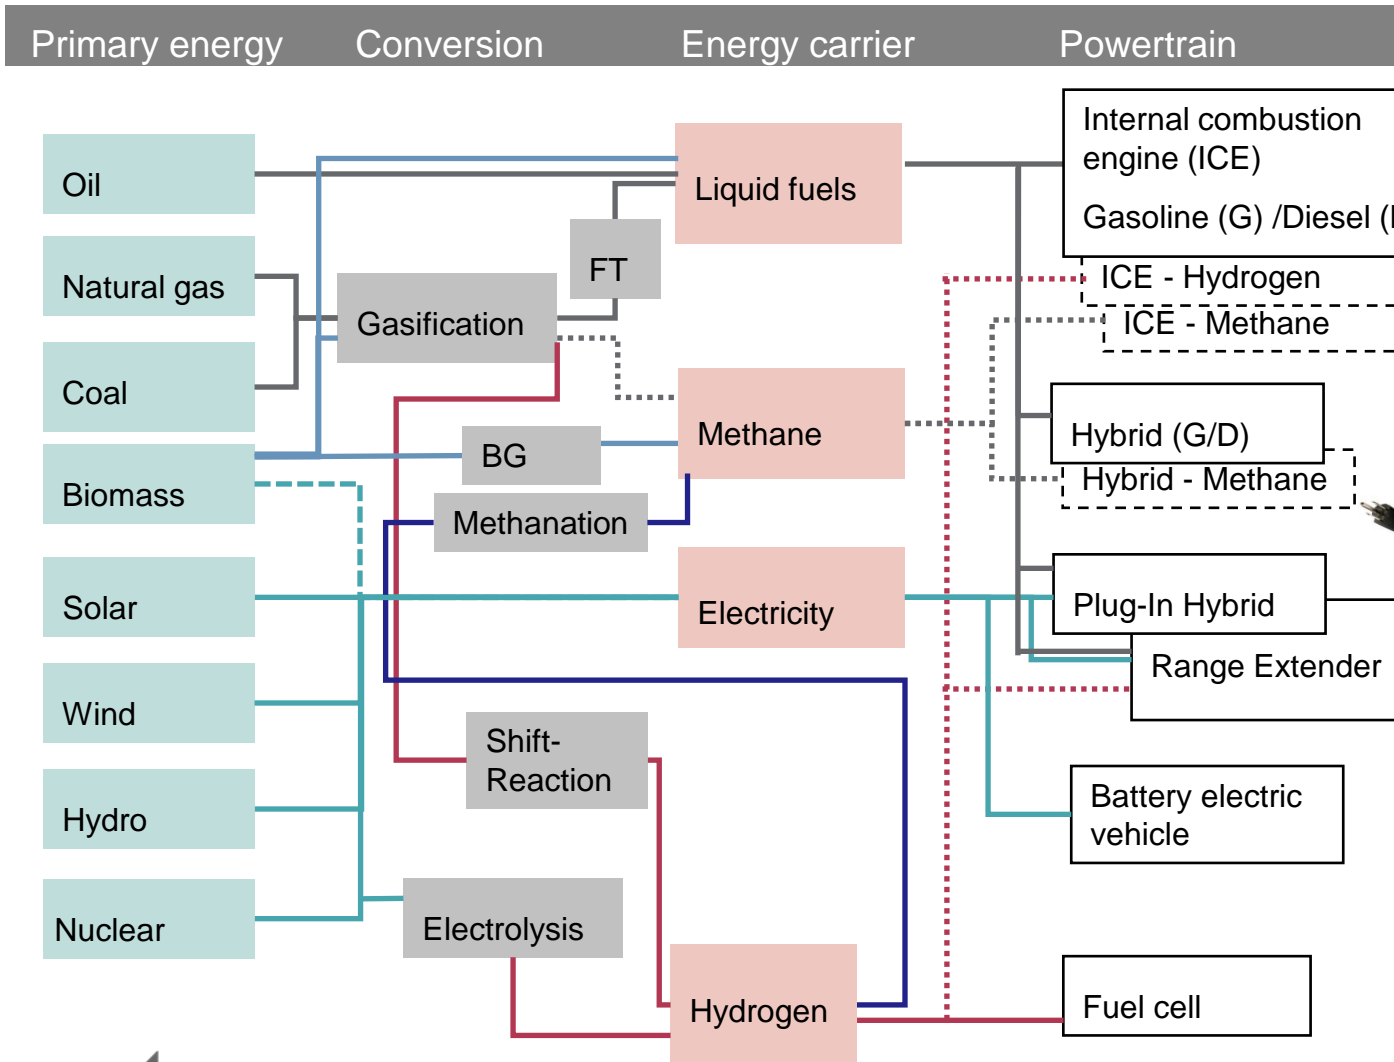 Primary energy
Conversion
Energy carrier
Powertrain
Oil
Natural gas
Coal
Biomass
Solar
Wind
Hydro
Nuclear
Gasification
FT
BG
Methanation
Shift-
Reaction
Electrolysis
Liquid fuels
Methane
Electricity
Hydrogen
Internal combustion
engine (ICE)
Gasoline (G) /Diesel (
ICE - Hydrogen
ICE - Methane
Hybrid (G/D)
Hybrid - Methane
Plug-In Hybrid
Range Extender
Battery electric
vehicle
Fuel cell